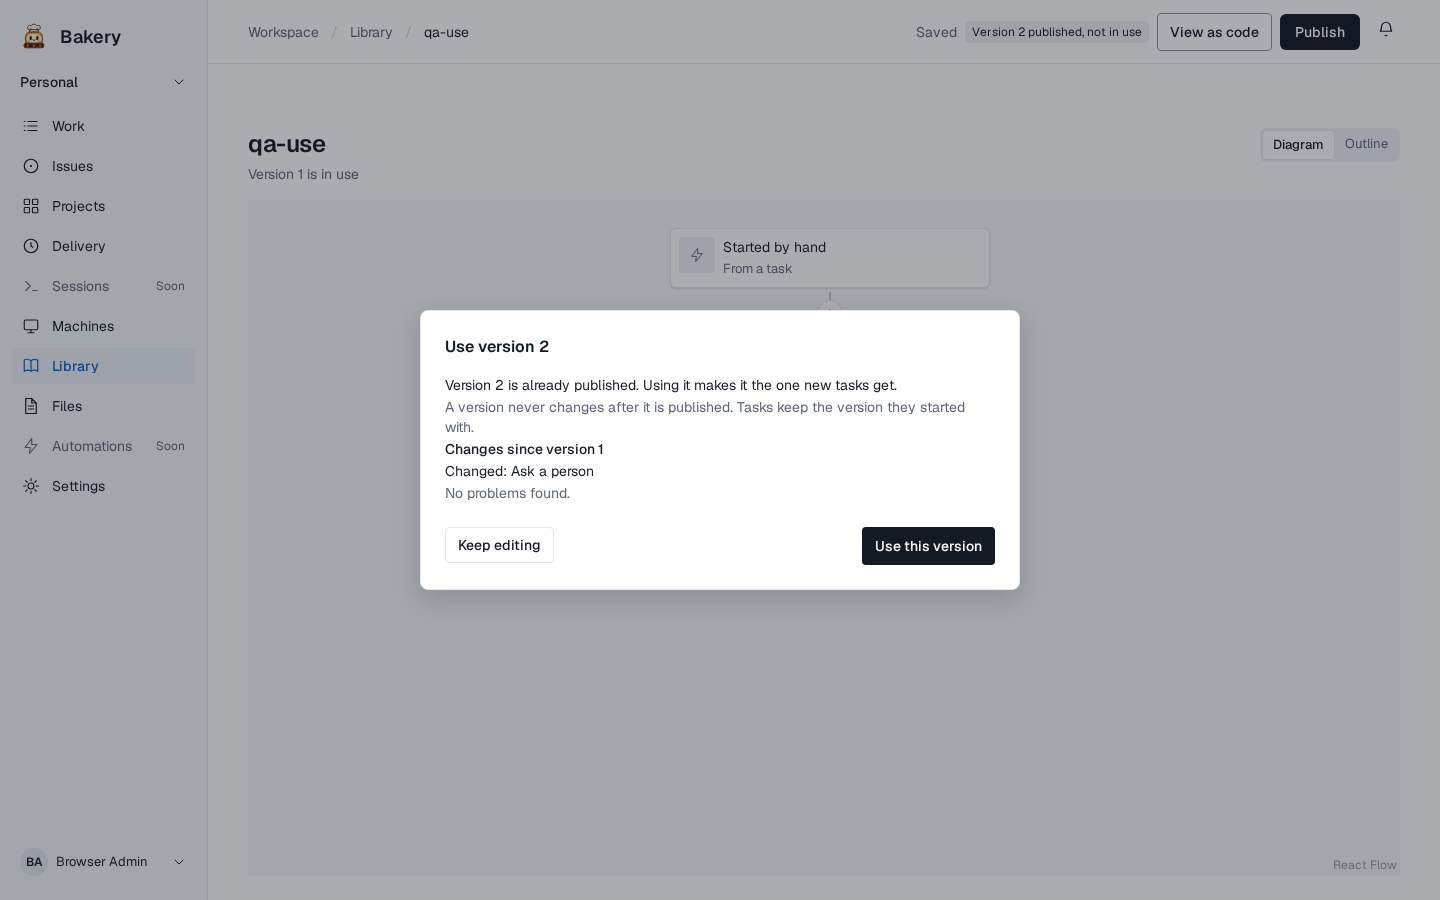 Bakery
Workspace / Library / qa-use
Saved
Version 2 published, not in use
View as code
Publish
Personal
Work
Issues
Projects
Delivery
Sessions Soon
Machines
Library
Files
Automations Soon
Settings
BA Browser Admin
qa-use
Version 1 is in use
Diagram
Outline
Started by hand
From a task
Use version 2
Version 2 is already published. Using it makes it the one new tasks get.
A version never changes after it is published. Tasks keep the version they started
with.
Changes since version 1
Changed: Ask a person
No problems found.
Keep editing
Use this version
React Flow